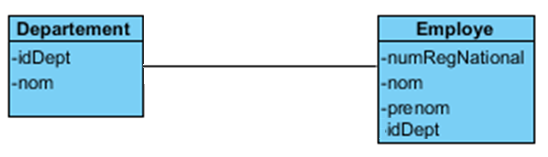 Departement
-idDept
-nom
Employe
-numRegNational
-nom
-prenom
idDept